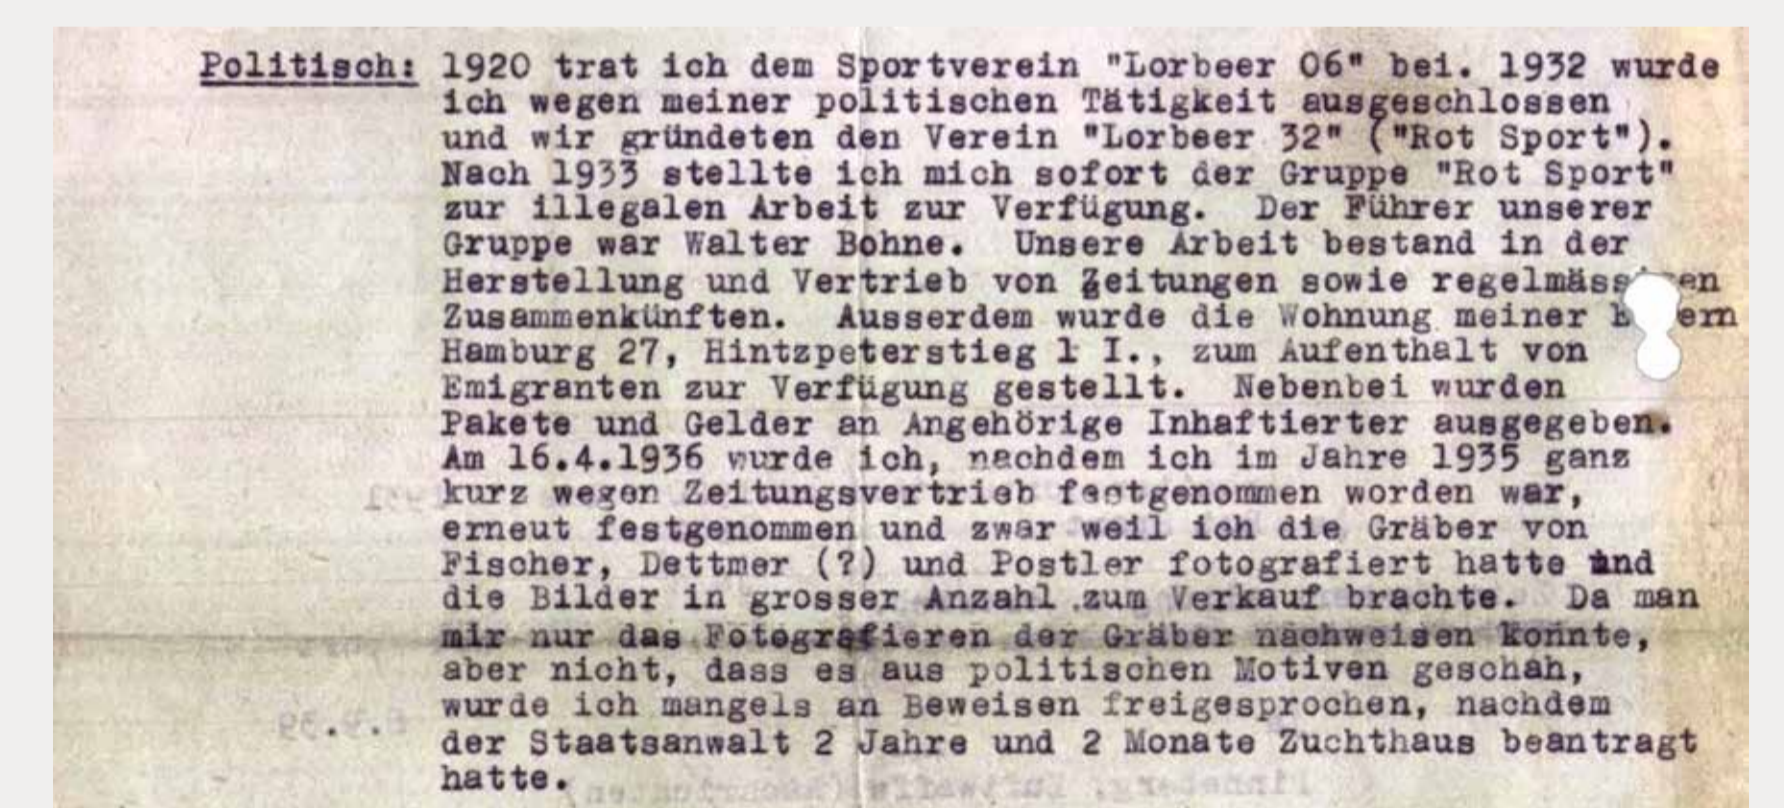 Politisch: 1920 trat ich dem Sportverein "Lorbeer 06" bei. 1932 wurde
ich wegen meiner politischen Tätigkeit ausgeschlossen
und wir gründeten den Verein "Lorbeer 32" ("Rot Sport").
Nach 1933 stellte ich mich sofort der Gruppe "Rot Sport"
zur illegalen Arbeit zur Verfügung. Der Führer unserer
Gruppe war Walter Bohne. Unsere Arbeit bestand in der
Herstellung und Vertrieb von Zeitungen sowie regelmässigen
Zusammenkünften. Ausserdem wurde die Wohnung meiner
Hamburg 27, Hintzpeterstieg 1 I., zum Aufenthalt von
Emigranten zur Verfügung gestellt. Nebenbei wurden
Pakete und Gelder an Angehörige Inhaftierter ausgegeben.
Am 16.4.1936 wurde ich, nachdem ich im Jahre 1935 ganz
kurz wegen Zeitungsvertrieb festgenommen worden war,
erneut festgenommen und zwar weil ich die Gräber von
Fischer, Dettmer (?) und Postler fotografiert hatte und
die Bilder in grosser Anzahl zum Verkauf brachte. Da man
mir nur das Fotografieren der Gräber nachweisen konnte,
aber nicht, dass es aus politischen Motiven geschah,
wurde ich mangels an Beweisen freigesprochen, nachdem
der Staatsanwalt 2 Jahre und 2 Monate Zuchthaus beantragt
hatte.